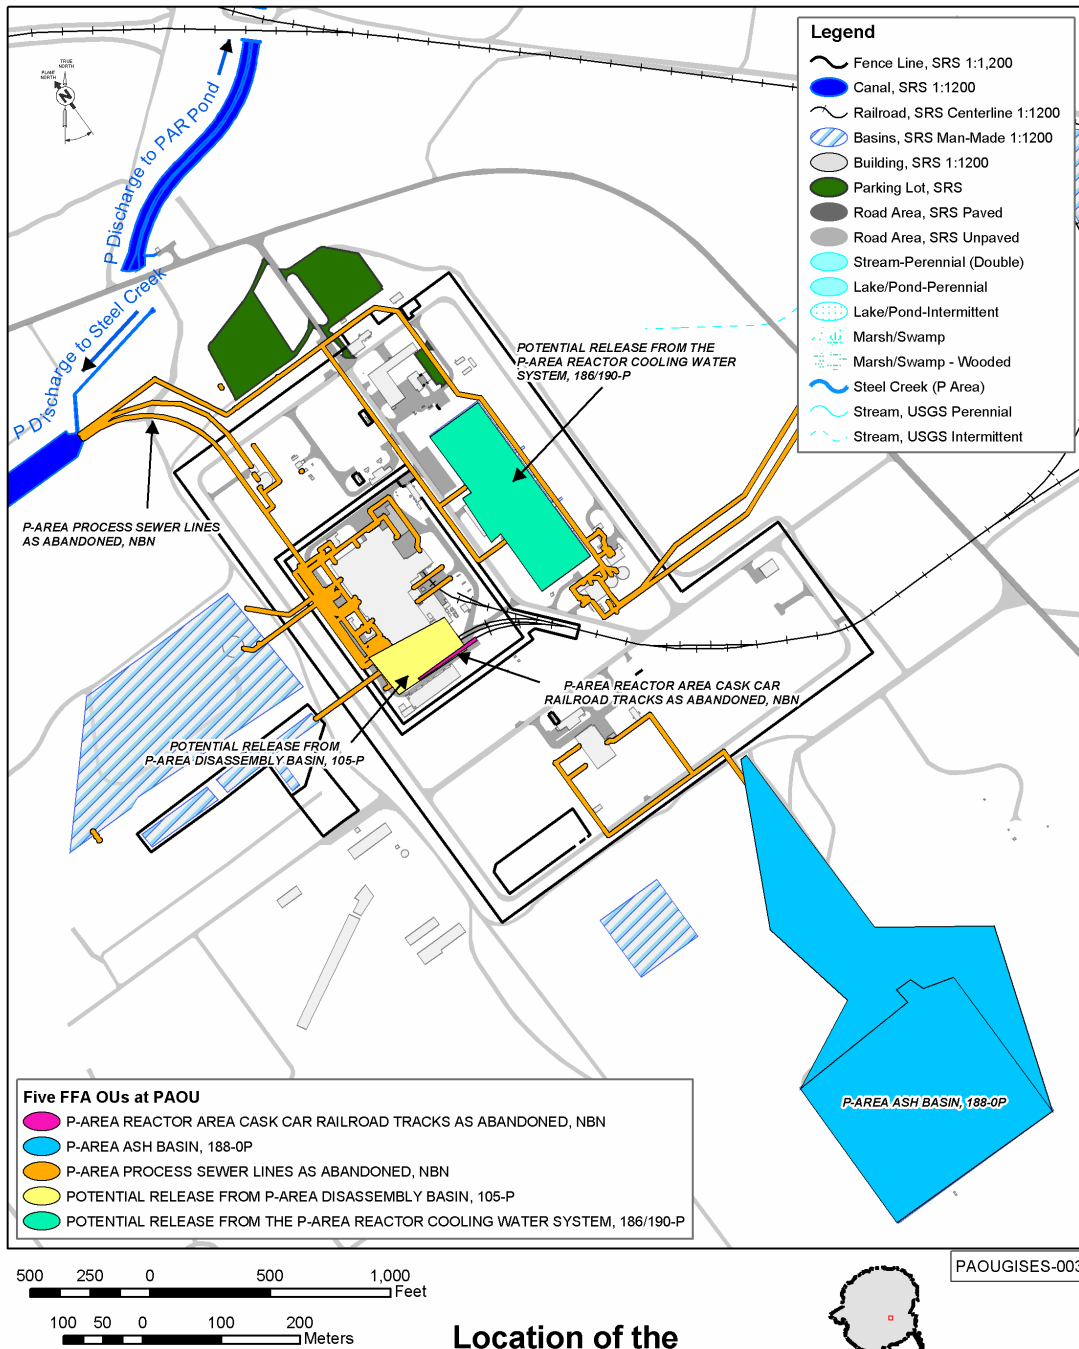 Legend
Fence Line, SRS 1:1,200
Canal, SRS 1:1200
Railroad, SRS Centerline 1:1200
Basins, SRS Man-Made 1:1200
Building, SRS 1:1200
Parking Lot, SRS
Road Area, SRS Paved
Road Area, SRS Unpaved
Stream-Perennial (Double)
Lake/Pond-Perennial
Lake/Pond-Intermittent
Marsh/Swamp
Marsh/Swamp - Wooded
Steel Creek (P Area)
Stream, USGS Perennial
Stream, USGS Intermittent
TRUE
NORTH
PLANT
NORTH
N
P Discharge to PAR Pond
P Discharge to Steel Creek
POTENTIAL RELEASE FROM THE
P-AREA REACTOR COOLING WATER
SYSTEM, 186/190-P
P-AREA PROCESS SEWER LINES
AS ABANDONED, NBN
P-AREA REACTOR AREA CASK CAR
RAILROAD TRACKS AS ABANDONED, NBN
POTENTIAL RELEASE FROM
P-AREA DISASSEMBLY BASIN, 105-P
P-AREA ASH BASIN, 188-0P
Five FFA OUs at PAOU
P-AREA REACTOR AREA CASK CAR RAILROAD TRACKS AS ABANDONED, NBN
P-AREA ASH BASIN, 188-0P
P-AREA PROCESS SEWER LINES AS ABANDONED, NBN
POTENTIAL RELEASE FROM P-AREA DISASSEMBLY BASIN, 105-P
POTENTIAL RELEASE FROM THE P-AREA REACTOR COOLING WATER SYSTEM, 186/190-P
PAOUGISES-003
500 250 0 500 1,000
Feet
100 50 0 100 200
Meters
Location of the